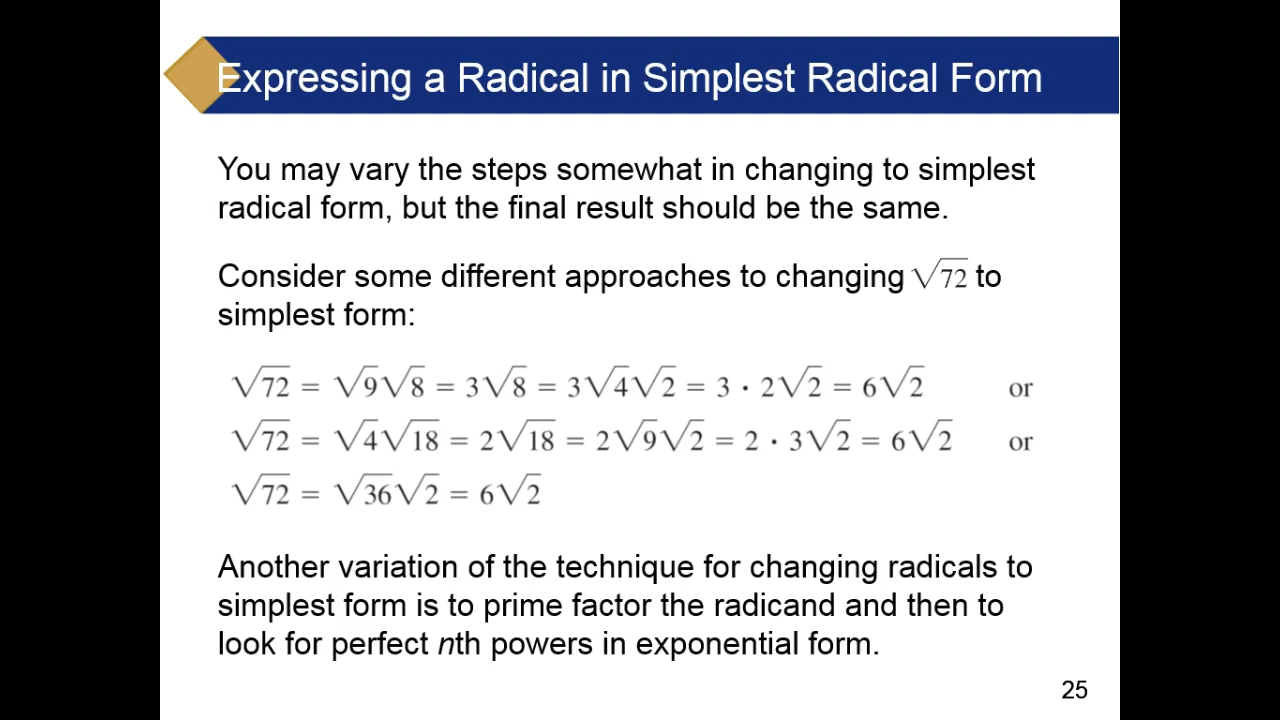 Expressing a Radical in Simplest Radical Form
You may vary the steps somewhat in changing to simplest
radical form, but the final result should be the same.
Consider some different approaches to changing √72 to
simplest form:
√72 = √9√8 = 3√8 = 3√4√2 = 3 · 2√2 = 6√2 or
√72 = √4√18 = 2√18 = 2√9√2 = 2 · 3√2 = 6√2 or
√72 = √36√2 = 6√2
Another variation of the technique for changing radicals to
simplest form is to prime factor the radicand and then to
look for perfect nth powers in exponential form.
25